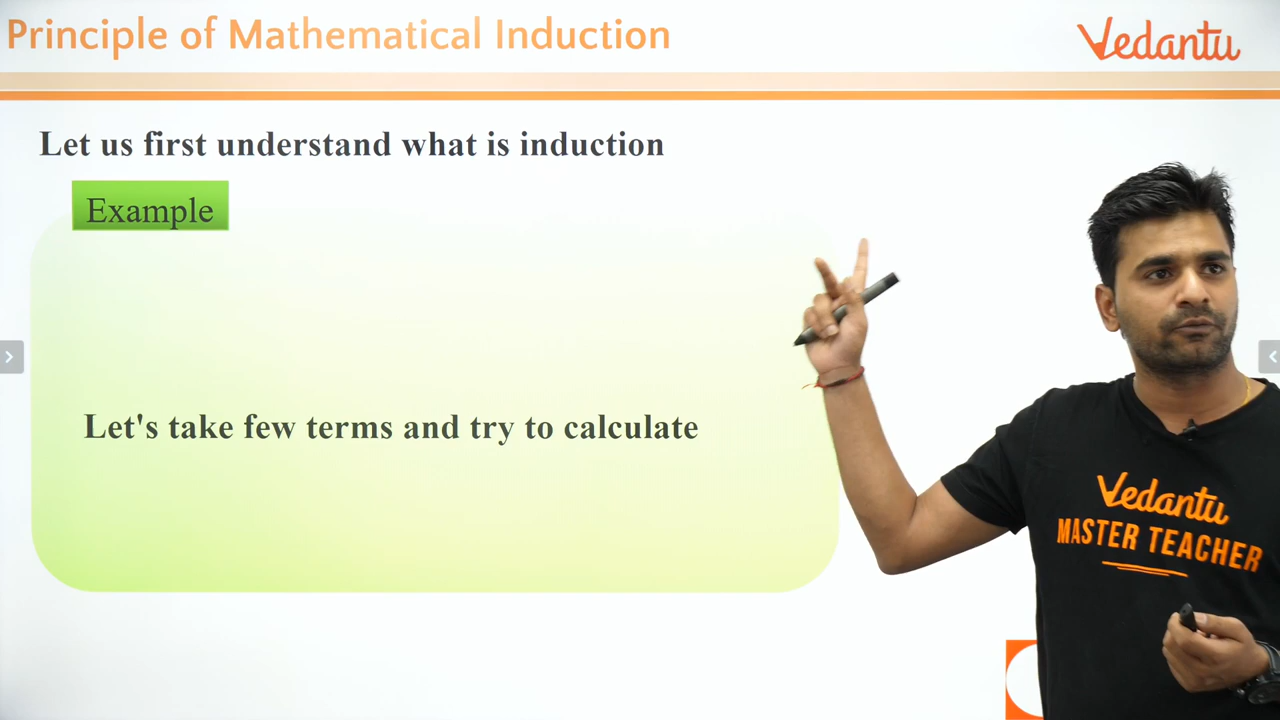 Principle of Mathematical Induction
Vedantu
Let us first understand what is induction
Example
Let's take few terms and try to calculate
Vedantu
MASTER TEACHER